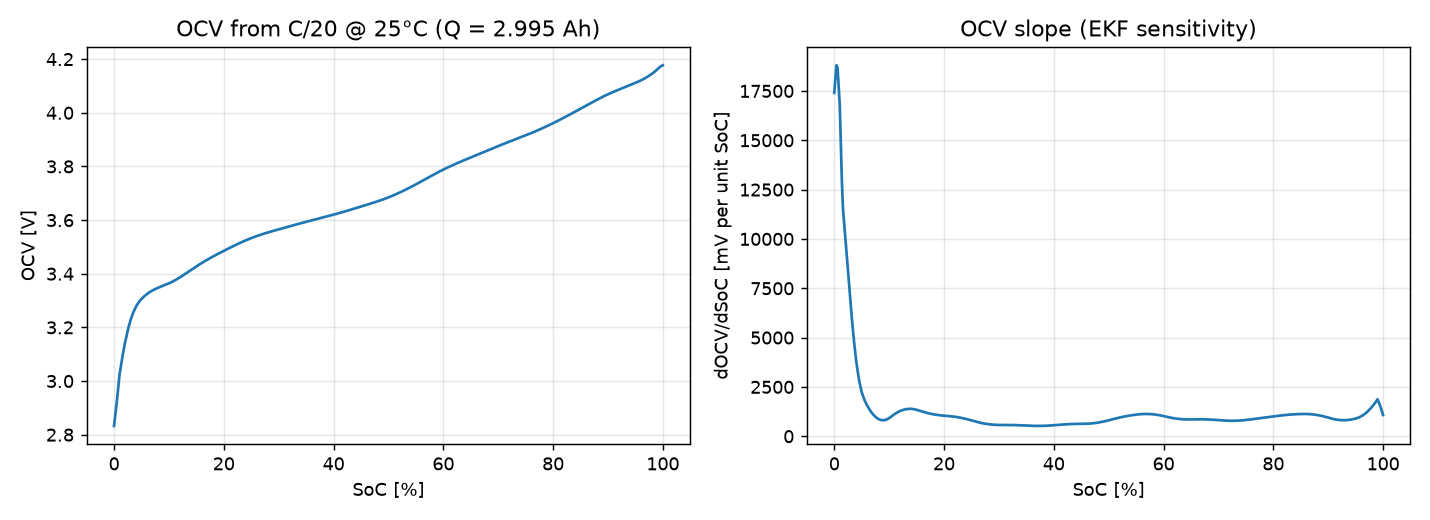 OCV from C/20 @ 25°C (Q = 2.995 Ah)
4.2
4.0
3.8
3.6
3.4
3.2
3.0
2.8
OCV [V]
0 20 40 60 80 100
SoC [%]
OCV slope (EKF sensitivity)
17500
15000
12500
10000
7500
5000
2500
0
dOCV/dSoC [mV per unit SoC]
0 20 40 60 80 100
SoC [%]